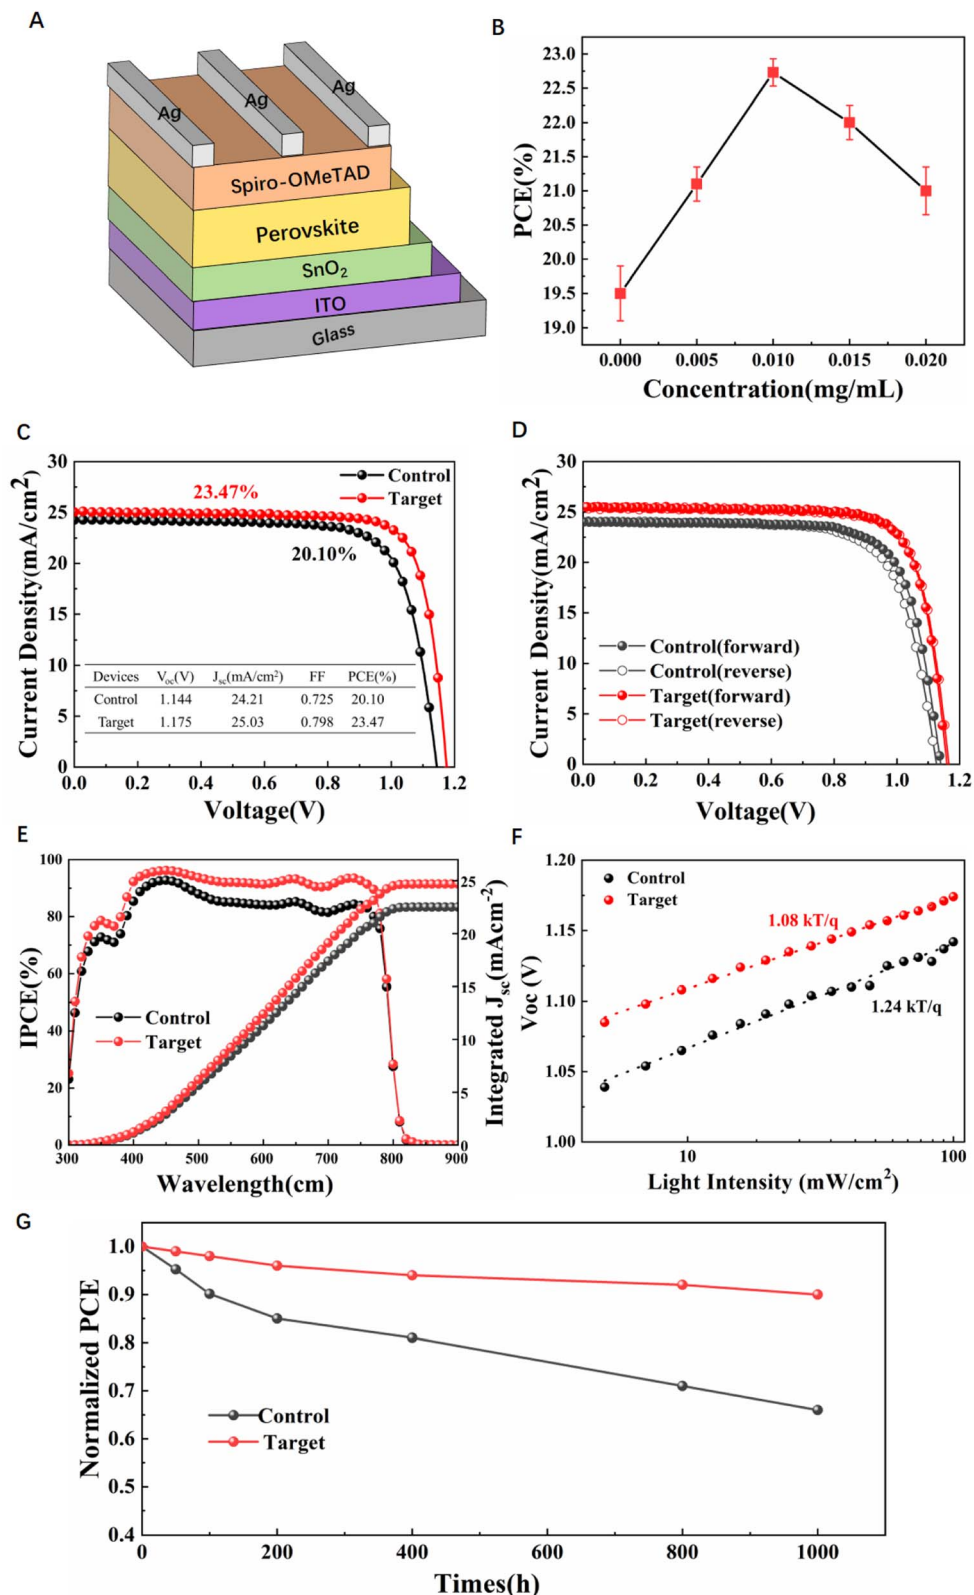 A
Ag
Ag
Ag
Spiro-OMeTAD
Perovskite
SnO₂
ITO
Glass
B
PCE(%)
23.0
22.5
22.0
21.5
21.0
20.5
20.0
19.5
19.0
0.000 0.005 0.010 0.015 0.020
Concentration(mg/mL)
C
Current Density(mA/cm²)
30
25
20
15
10
5
0
Control
Target
23.47%
20.10%
Devices Voc(V) Jsc(mA/cm²) FF PCE(%)
Control 1.144 24.21 0.725 20.10
Target 1.175 25.03 0.798 23.47
0.0 0.2 0.4 0.6 0.8 1.0 1.2
Voltage(V)
D
Current Density(mA/cm²)
30
25
20
15
10
5
0
Control(forward)
Control(reverse)
Target(forward)
Target(reverse)
0.0 0.2 0.4 0.6 0.8 1.0 1.2
Voltage(V)
E
IPCE(%)
100
80
60
40
20
0
Control
Target
25
20
15
10
5
0
Integrated Jsc(mAcm⁻²)
300 400 500 600 700 800 900
Wavelength(cm)
F
Voc (V)
1.20
1.15
1.10
1.05
1.00
Control
Target
1.08 kT/q
1.24 kT/q
10 100
Light Intensity (mW/cm²)
G
Normalized PCE
1.0
0.9
0.8
0.7
0.6
0.5
0.4
Control
Target
0 200 400 600 800 1000
Times(h)